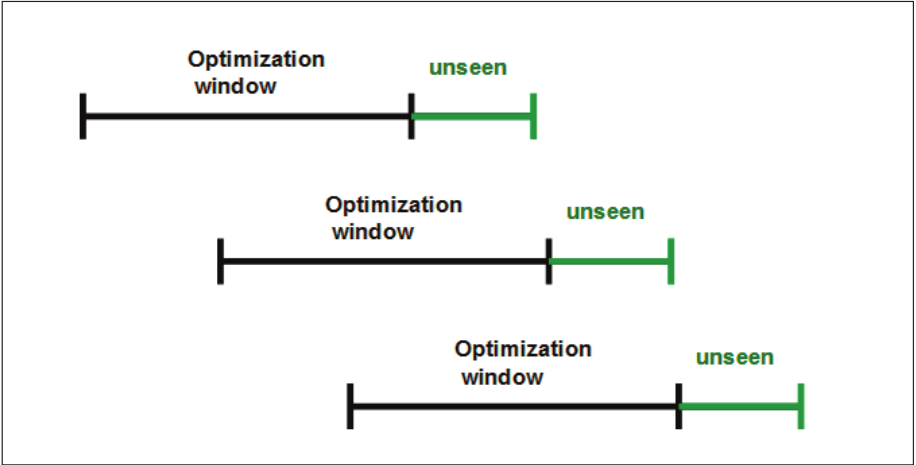 Optimization
window
unseen
Optimization
window
unseen
Optimization
window
unseen